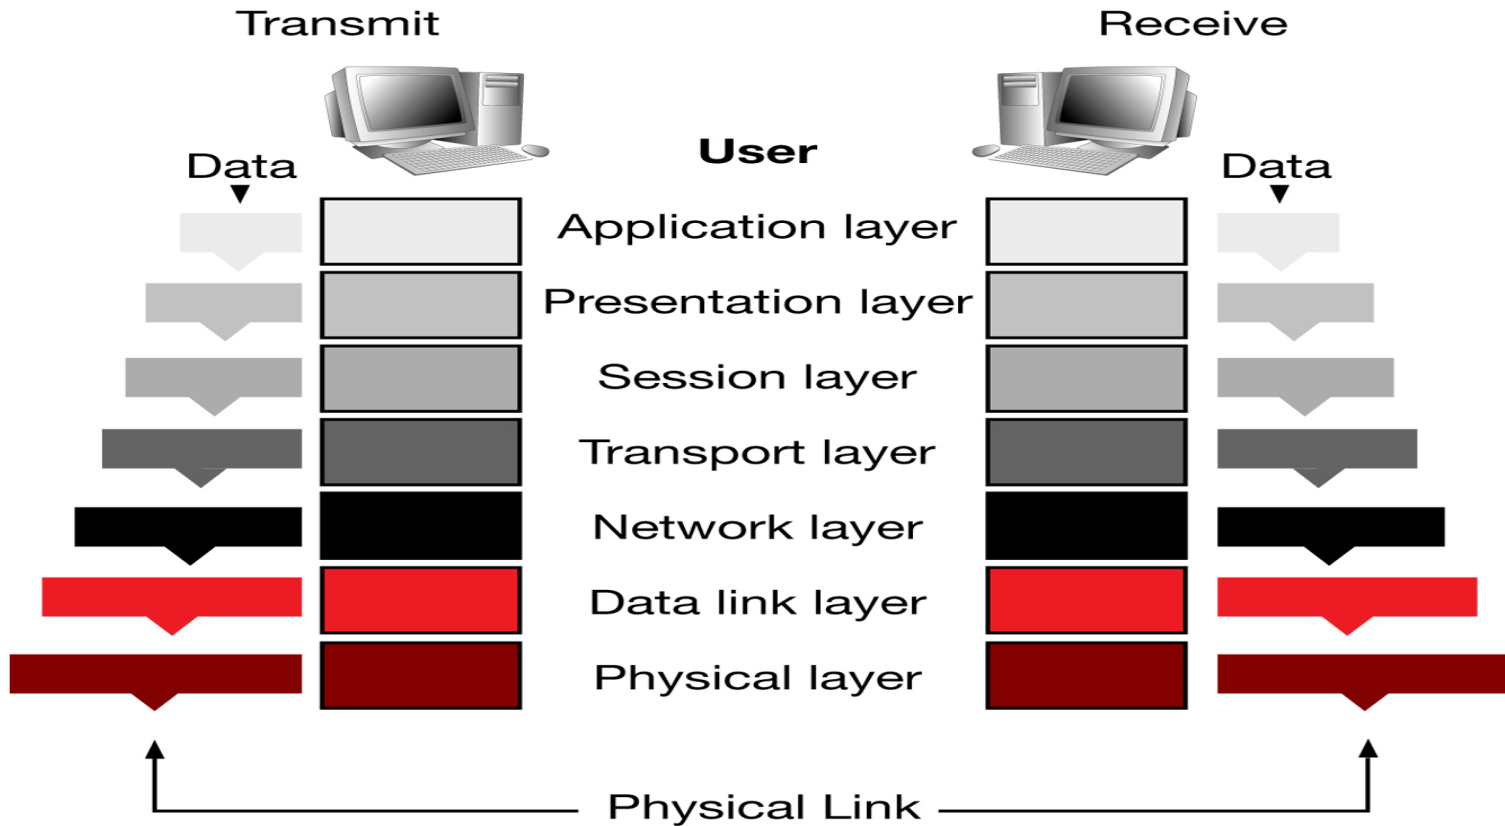 Transmit
Receive
User
Data
Data
Application layer
Presentation layer
Session layer
Transport layer
Network layer
Data link layer
Physical layer
Physical Link